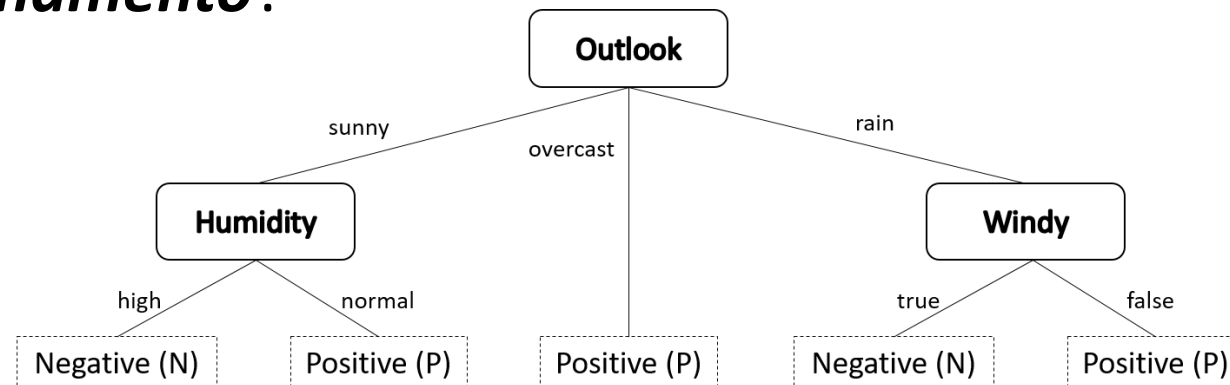 Outlook
sunny
overcast
rain
Humidity
Windy
high
normal
true
false
Negative (N)
Positive (P)
Positive (P)
Negative (N)
Positive (P)